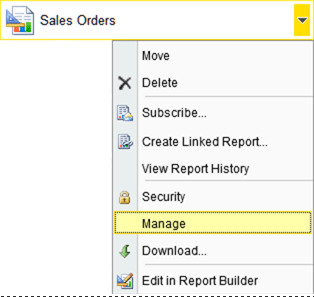 Sales Orders
Move
Delete
Subscribe...
Create Linked Report...
View Report History
Security
Manage
Download...
Edit in Report Builder